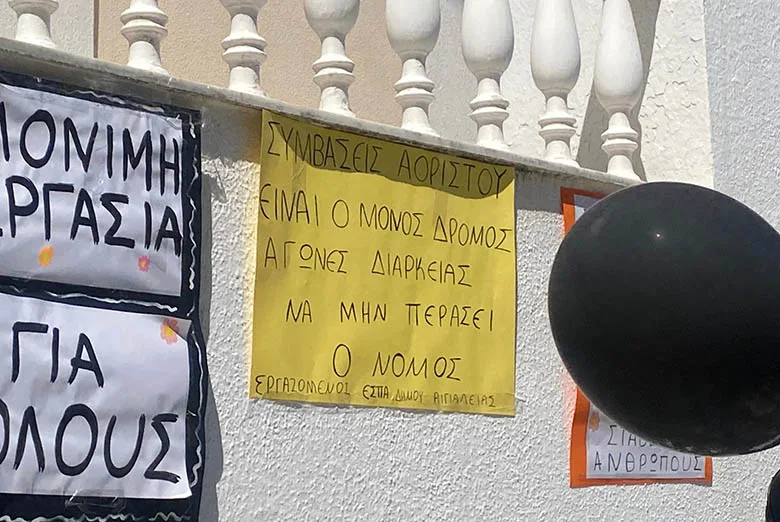 ΜΟΝΙΜΗ
ΕΡΓΑΣΙΑ
ΓΙΑ
ΟΛΟΥΣ
ΣΥΜΒΑΣΕΙΣ ΑΟΡΙΣΤΟΥ
ΕΙΝΑΙ Ο ΜΟΝΟΣ ΔΡΟΜΟΣ
ΑΓΩΝΕΣ ΔΙΑΡΚΕΙΑΣ
ΝΑ ΜΗΝ ΠΕΡΑΣΕΙ
Ο ΝΟΜΟΣ
ΕΡΓΑΖΟΜΕΝΟΣ ΕΣΠΑ, ΔΗΜΟΥ ΑΙΓΙΑΛΕΙΑΣ
ΑΝΘΡΩΠΟΥΣ